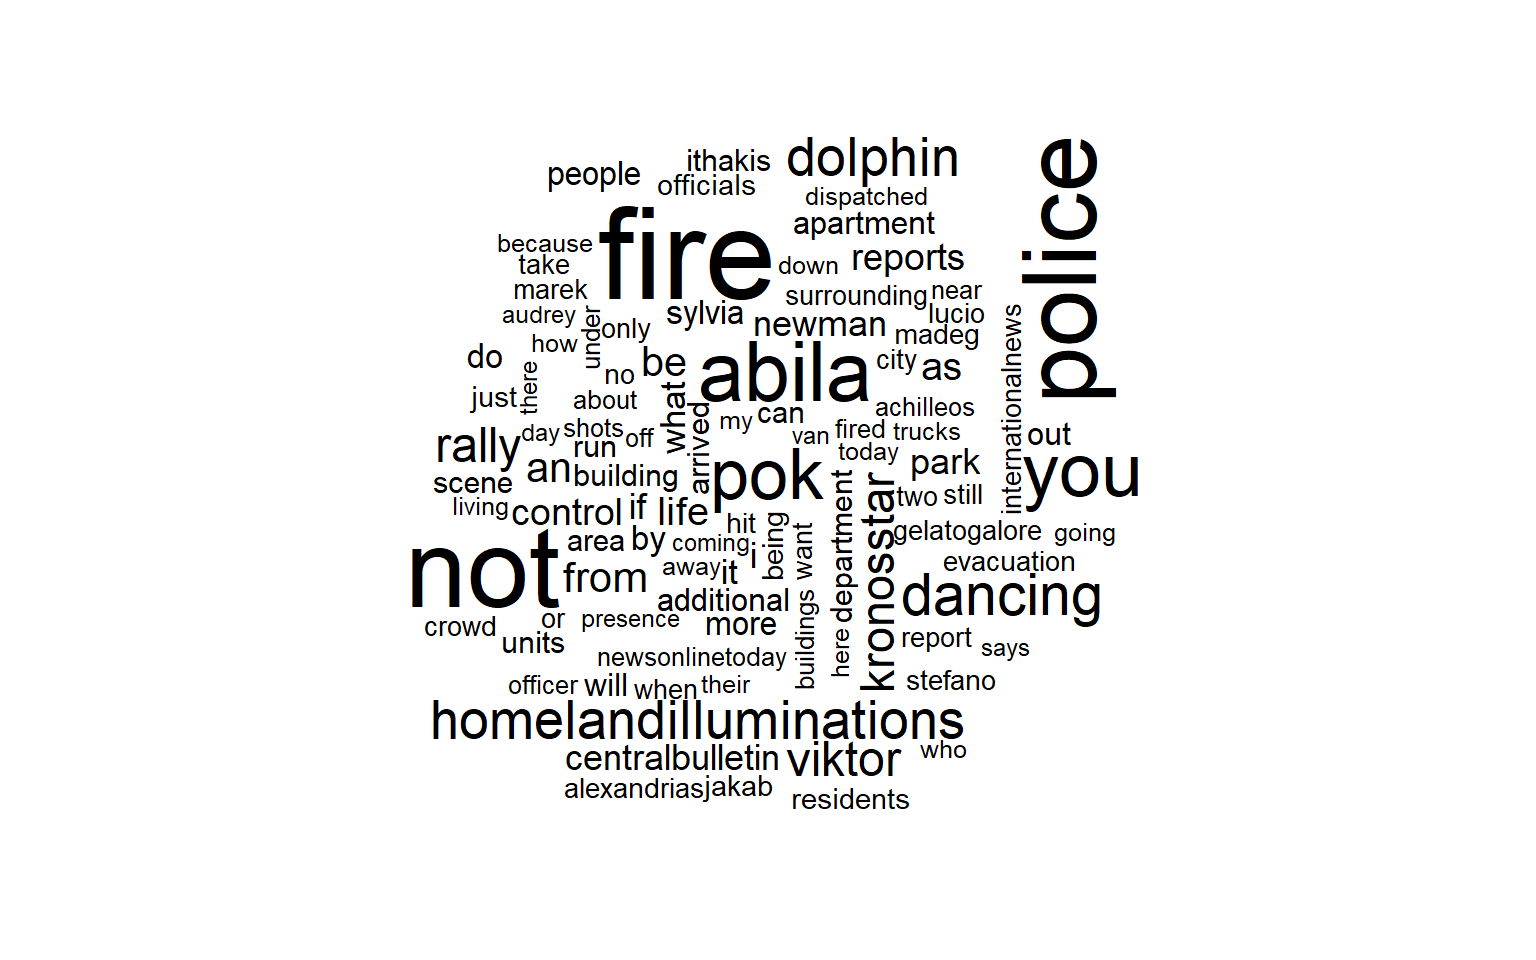 dolphin
ithakis
people
officials
dispatched
police
apartment
fire
because
reports
take
down
marek
surrounding
near
audrey
sylvia
lucio
newman
only
madeg
under
how
do
be
abila
city
as
internationalnews
no
there
just
about
what
achilleos
my
can
arrived
rally
day
shots
off
van
fired
trucks
out
run
today
an
building
pok
park
you
scene
living
control
if
life
two
still
kronosstar
department
hit
gelatogalore
going
not
area
by
coming
i
being
want
evacuation
from
away
it
dancing
additional
crowd
or
presence
more
units
buildings
here
report
says
newsonlinetoday
officer
will
when
their
stefano
homelandilluminations
centralbulletin
viktor
who
alexandrias
jakab
residents